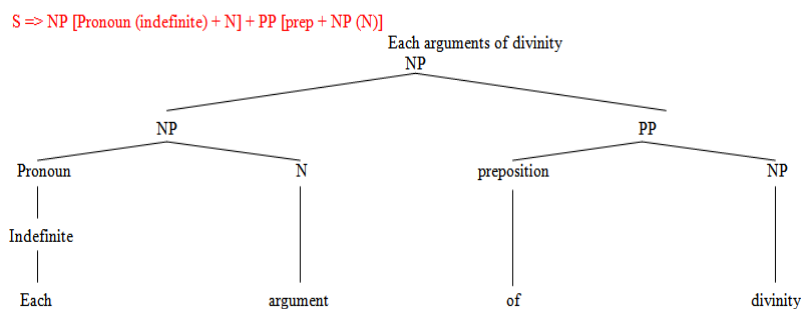 S => NP [Pronoun (indefinite) + N] + PP [prep + NP (N)]
Each arguments of divinity
NP
NP PP
Pronoun N preposition NP
Indefinite
Each argument of divinity